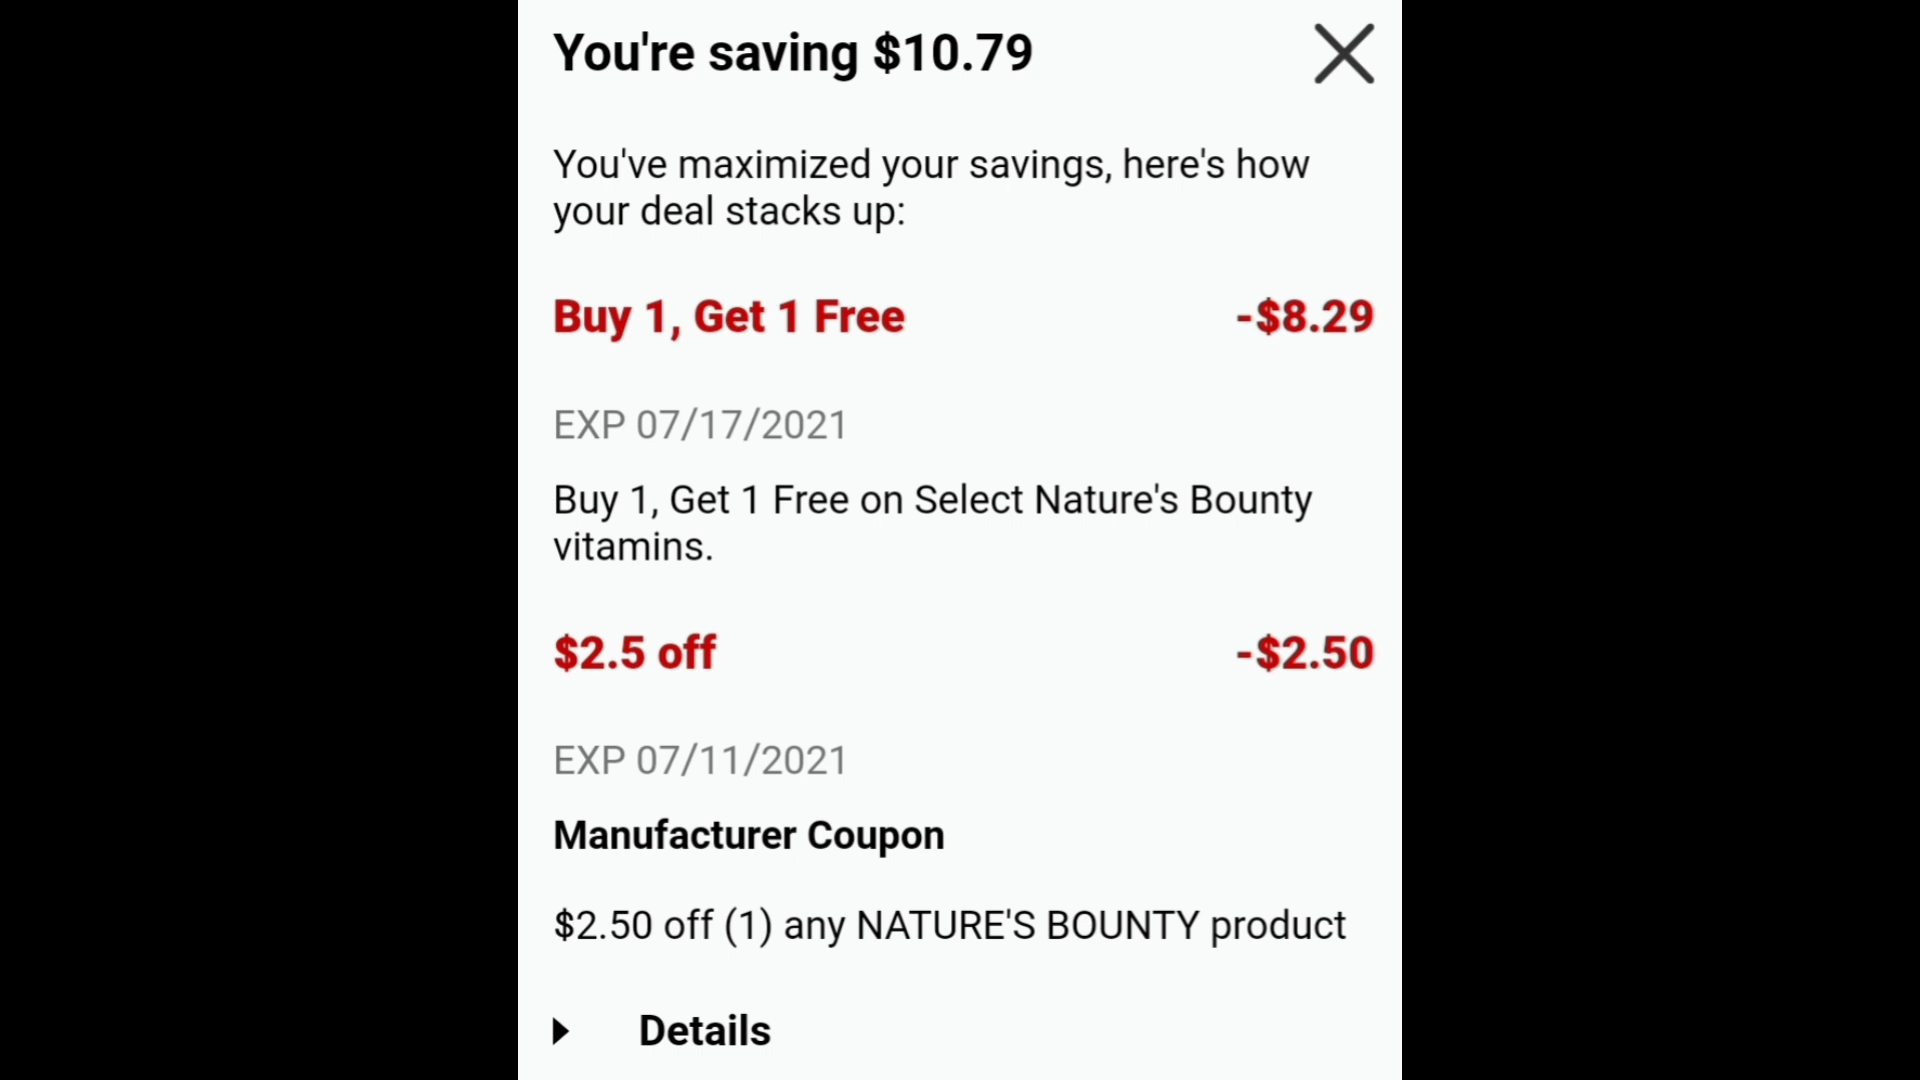 You're saving $10.79
You've maximized your savings, here's how
your deal stacks up:
Buy 1, Get 1 Free -$8.29
EXP 07/17/2021
Buy 1, Get 1 Free on Select Nature's Bounty
vitamins.
$2.5 off -$2.50
EXP 07/11/2021
Manufacturer Coupon
$2.50 off (1) any NATURE'S BOUNTY product
Details